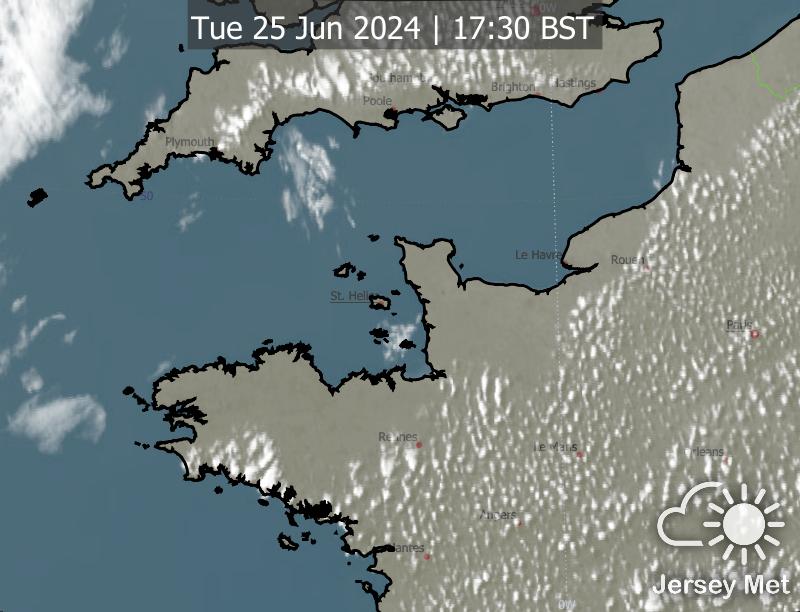 0W
Tue 25 Jun 2024 | 17:30 BST
Brighton
Hastings
Poole
Plymouth
50
Le Havre
Rouen
St. Helier
Paris
Rennes
Le Mans
Orleans
Angers
Nantes
Jersey Met
0W